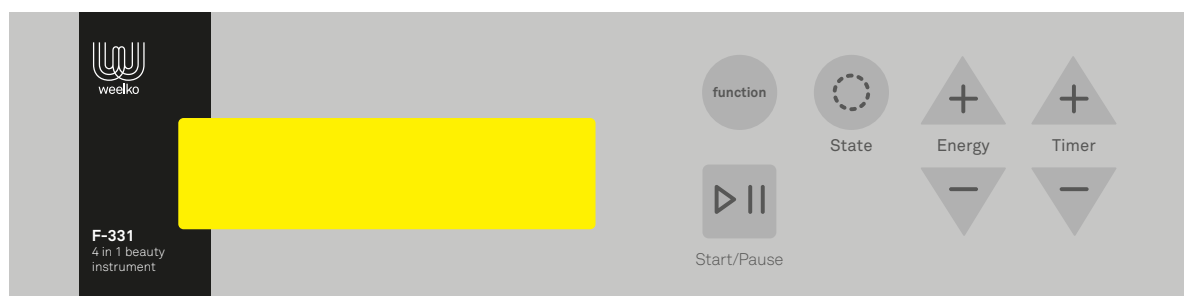 weelko
F-331
4 in 1 beauty
instrument
function
State
Energy
Timer
Start/Pause